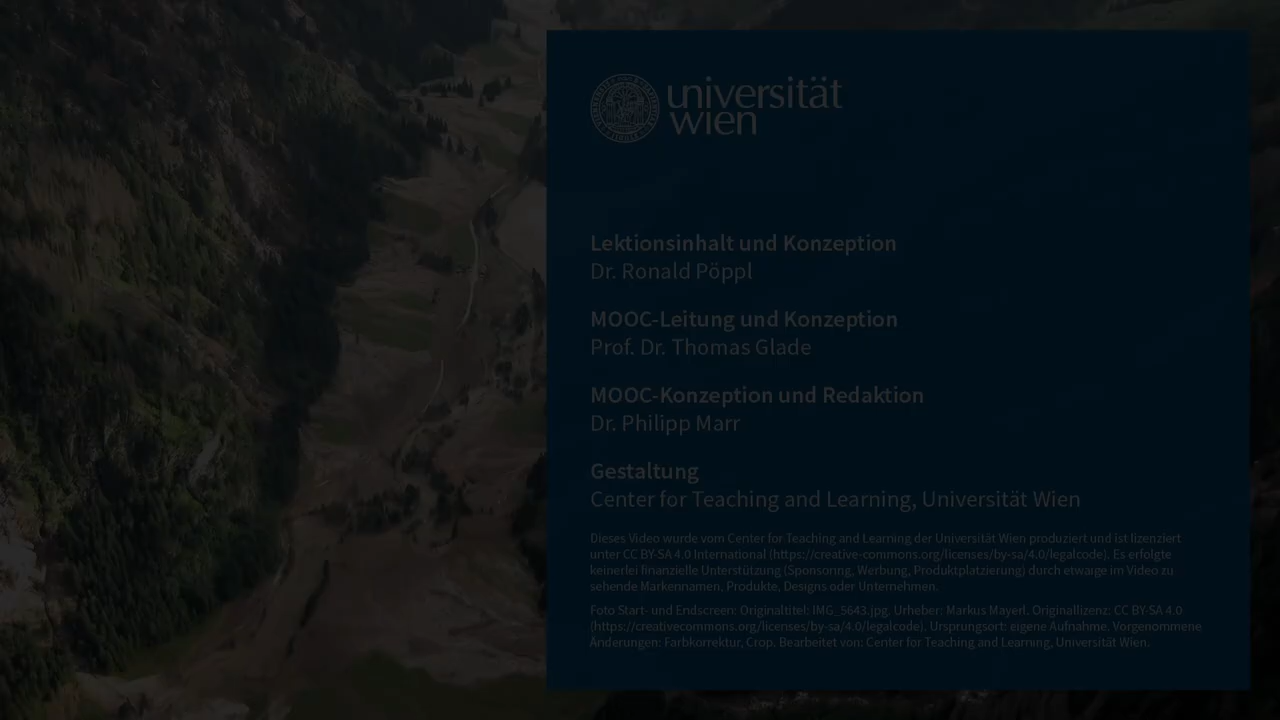 universität
wien
Lektionsinhalt und Konzeption
Dr. Ronald Pöppl
MOOC-Leitung und Konzeption
Prof. Dr. Thomas Glade
MOOC-Konzeption und Redaktion
Dr. Philipp Marr
Gestaltung
Center for Teaching and Learning, Universität Wien
Dieses Video wurde vom Center for Teaching and Learning der Universität Wien produziert und ist lizenziert
unter CC BY-SA 4.0 International (https://creative-commons.org/licenses/by-sa/4.0/legalcode). Es erfolgte
keinerlei finanzielle Unterstützung (Sponsoring, Werbung, Produktplatzierung) durch etwaige im Video zu
sehende Markennamen, Produkte, Designs oder Unternehmen.
Foto Start- und Endscreen: Originaltitel: IMG_5643.jpg. Urheber: Markus Mayerl. Originallizenz: CC BY-SA 4.0
(https://creativecommons.org/licenses/by-sa/4.0/legalcode). Ursprungsort: eigene Aufnahme. Vorgenommene
Änderungen: Farbkorrektur, Crop. Bearbeitet von: Center for Teaching and Learning, Universität Wien.